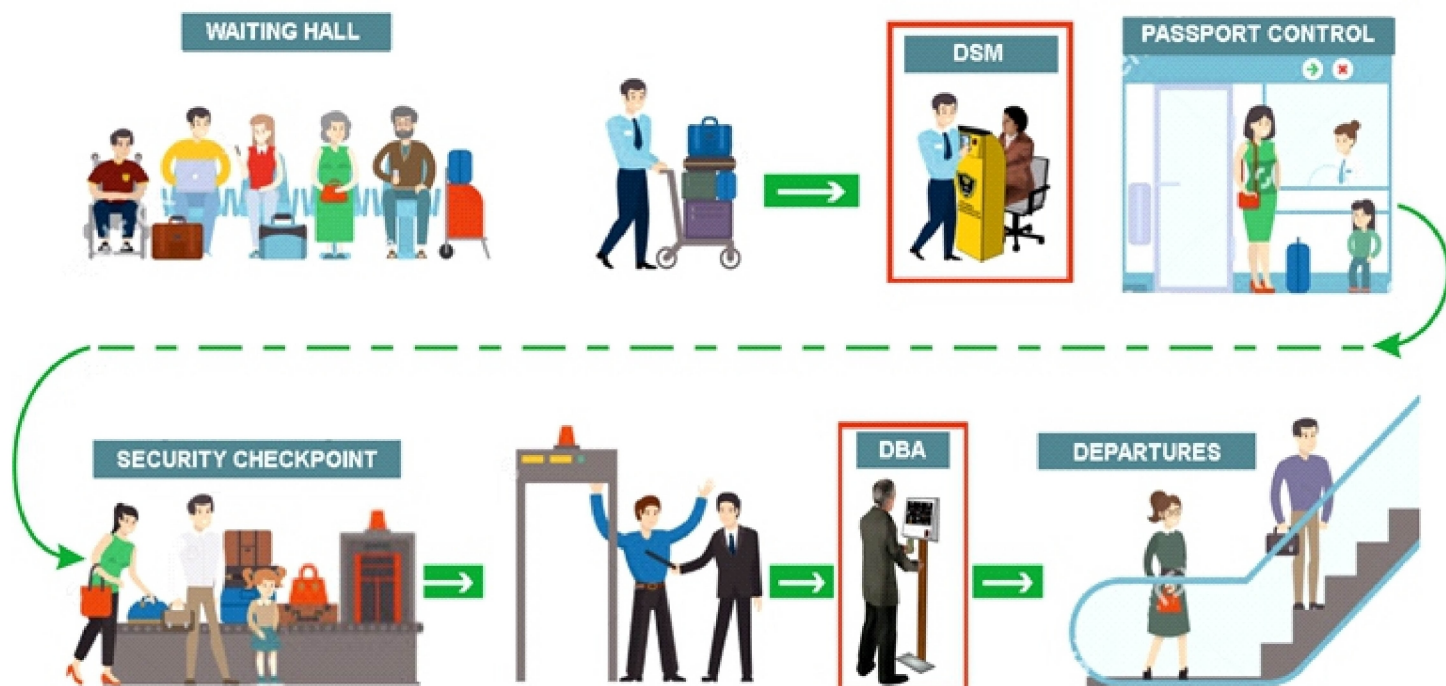 WAITING HALL
DSM
PASSPORT CONTROL
SECURITY CHECKPOINT
DBA
DEPARTURES